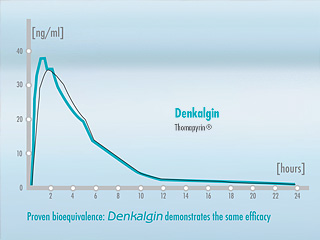 [ng/ml]
40
30
20
10
0
Denkalgin
Thomapyrin®
[hours]
2 4 6 8 10 12 14 16 18 20 22 24
Proven bioequivalence: Denkalgin demonstrates the same efficacy